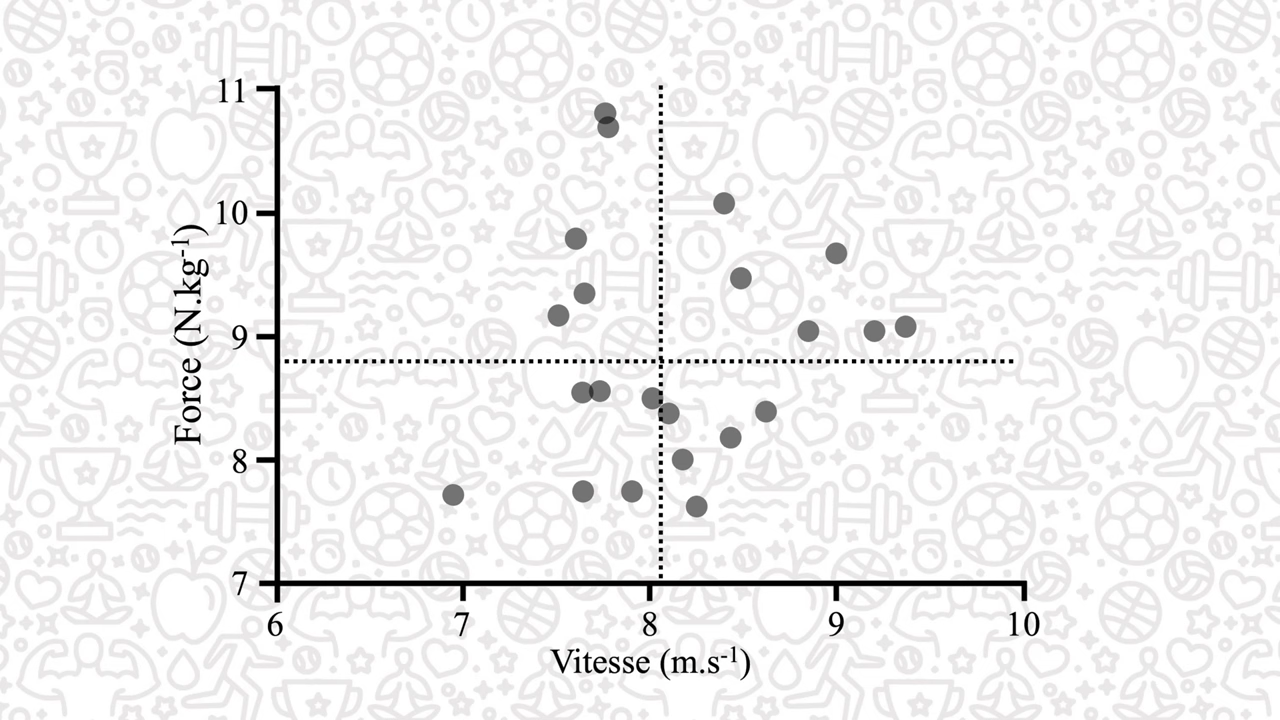 11
10
9
8
7
Force (N.kg⁻¹)
6 7 8 9 10
Vitesse (m.s⁻¹)